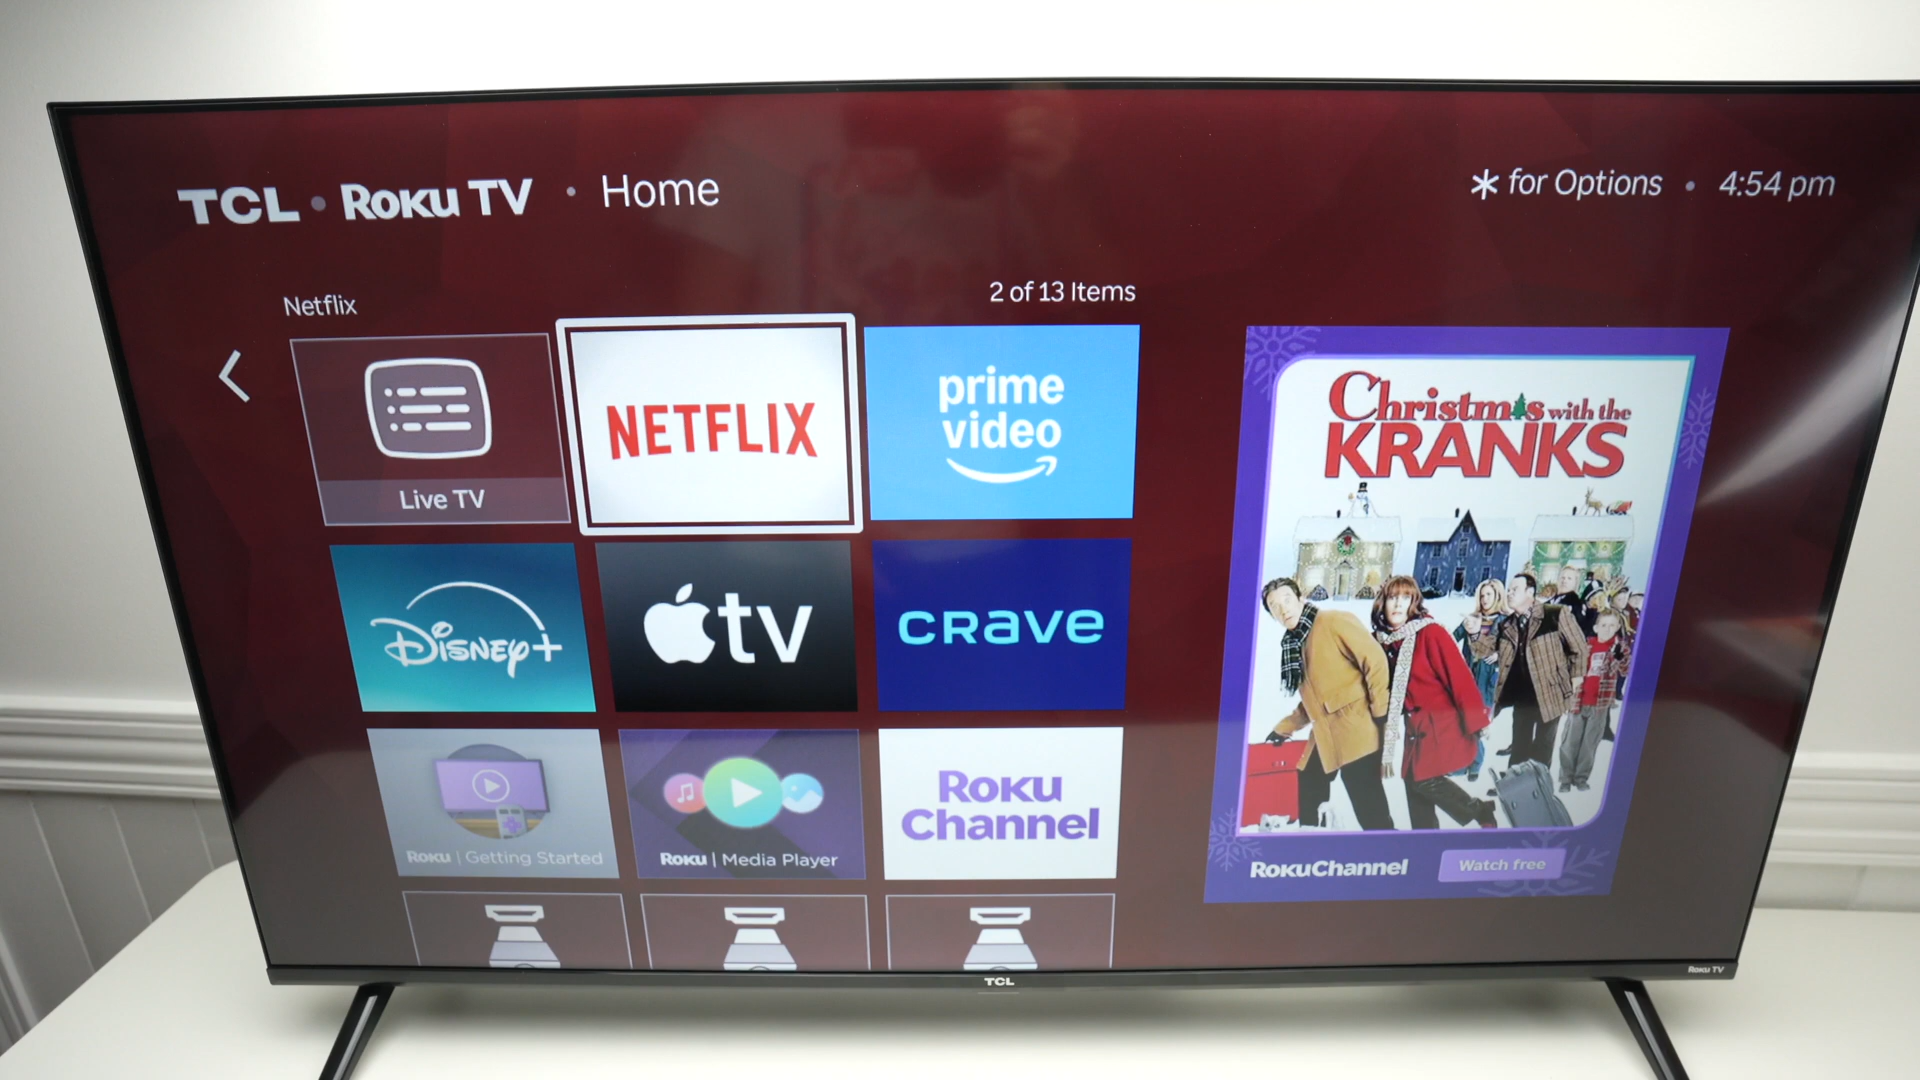 TCL • Roku TV • Home
* for Options • 4:54 pm
Netflix
2 of 13 Items
Live TV
NETFLIX
prime
video
Disney+
tv
crave
Roku | Getting Started
Roku | Media Player
Roku
Channel
Christmas with the
KRANKS
Roku Channel
Watch free
TCL
Roku TV